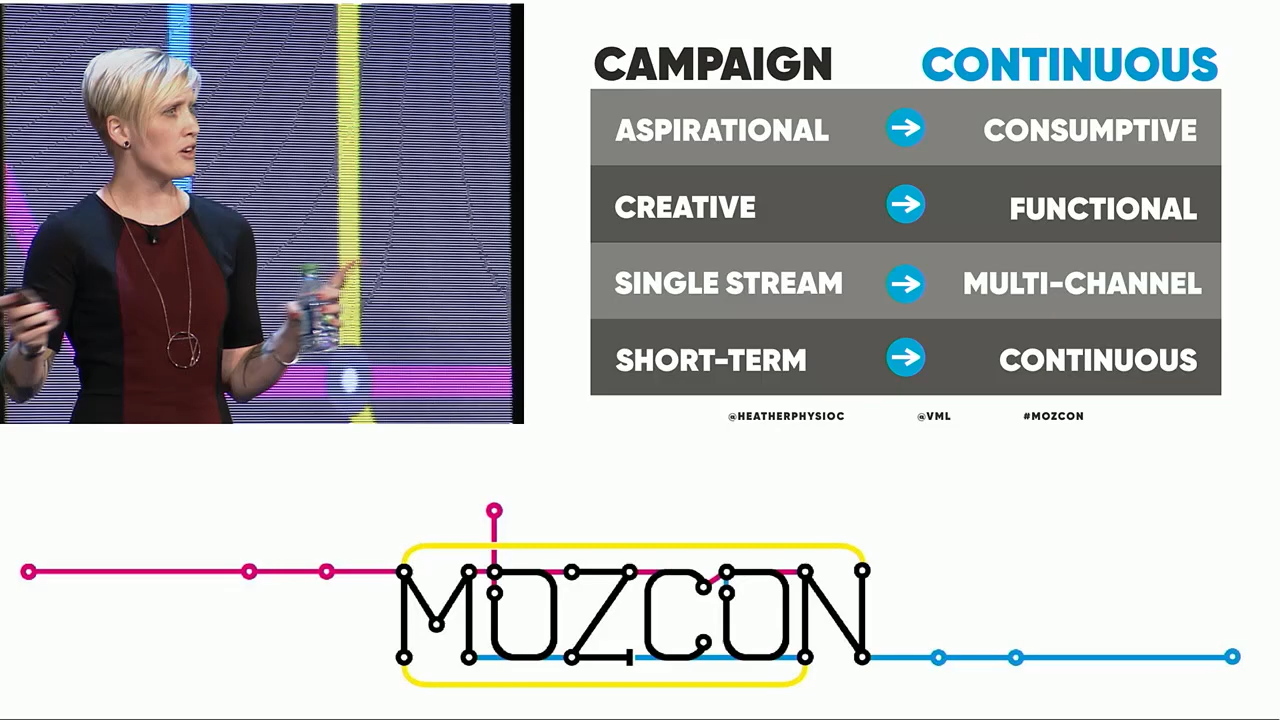 CAMPAIGN CONTINUOUS
ASPIRATIONAL CONSUMPTIVE
CREATIVE FUNCTIONAL
SINGLE STREAM MULTI-CHANNEL
SHORT-TERM CONTINUOUS
@HEATHERPHYSIOC @VML #MOZCON
MOZCON